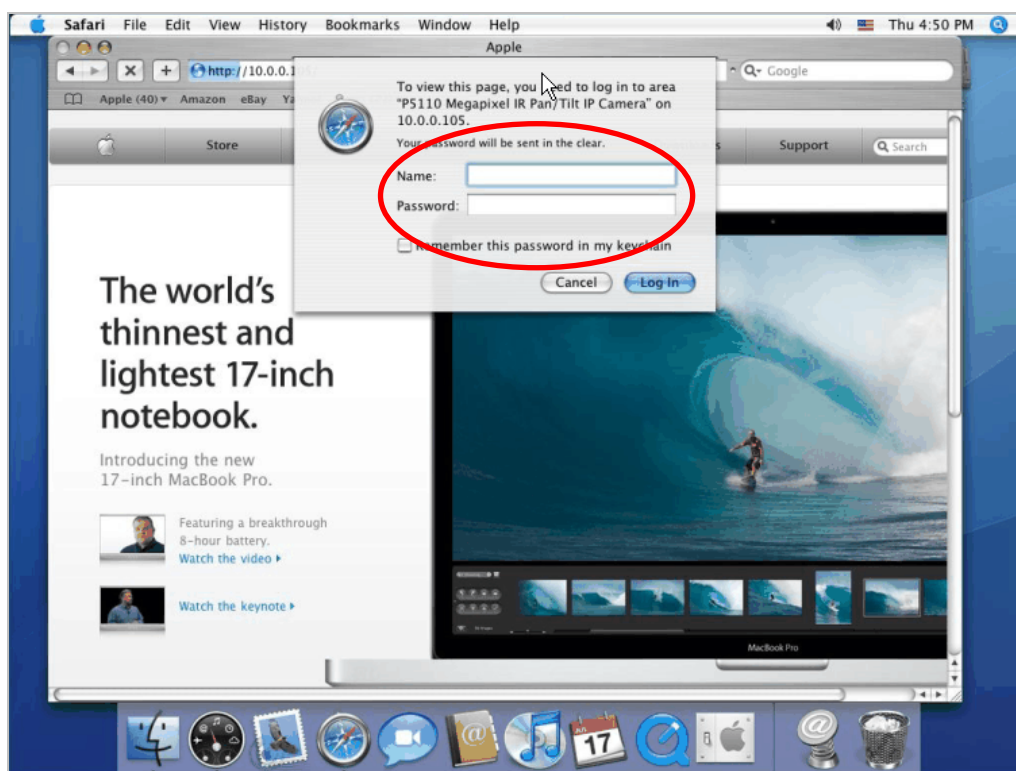 Safari File Edit View History Bookmarks Window Help Thu 4:50 PM
Apple
http://10.0.0.1 Google
Apple (40) Amazon eBay Ya
To view this page, you need to log in to area
"P5110 Megapixel IR Pan/Tilt IP Camera" on
10.0.0.105.
Your password will be sent in the clear.
Name:
Password:
Remember this password in my keychain
Cancel Log In
Store Support Search
The world's
thinnest and
lightest 17-inch
notebook.
Introducing the new
17-inch MacBook Pro.
Featuring a breakthrough
8-hour battery.
Watch the video
Watch the keynote
MacBook Pro
JUL
17